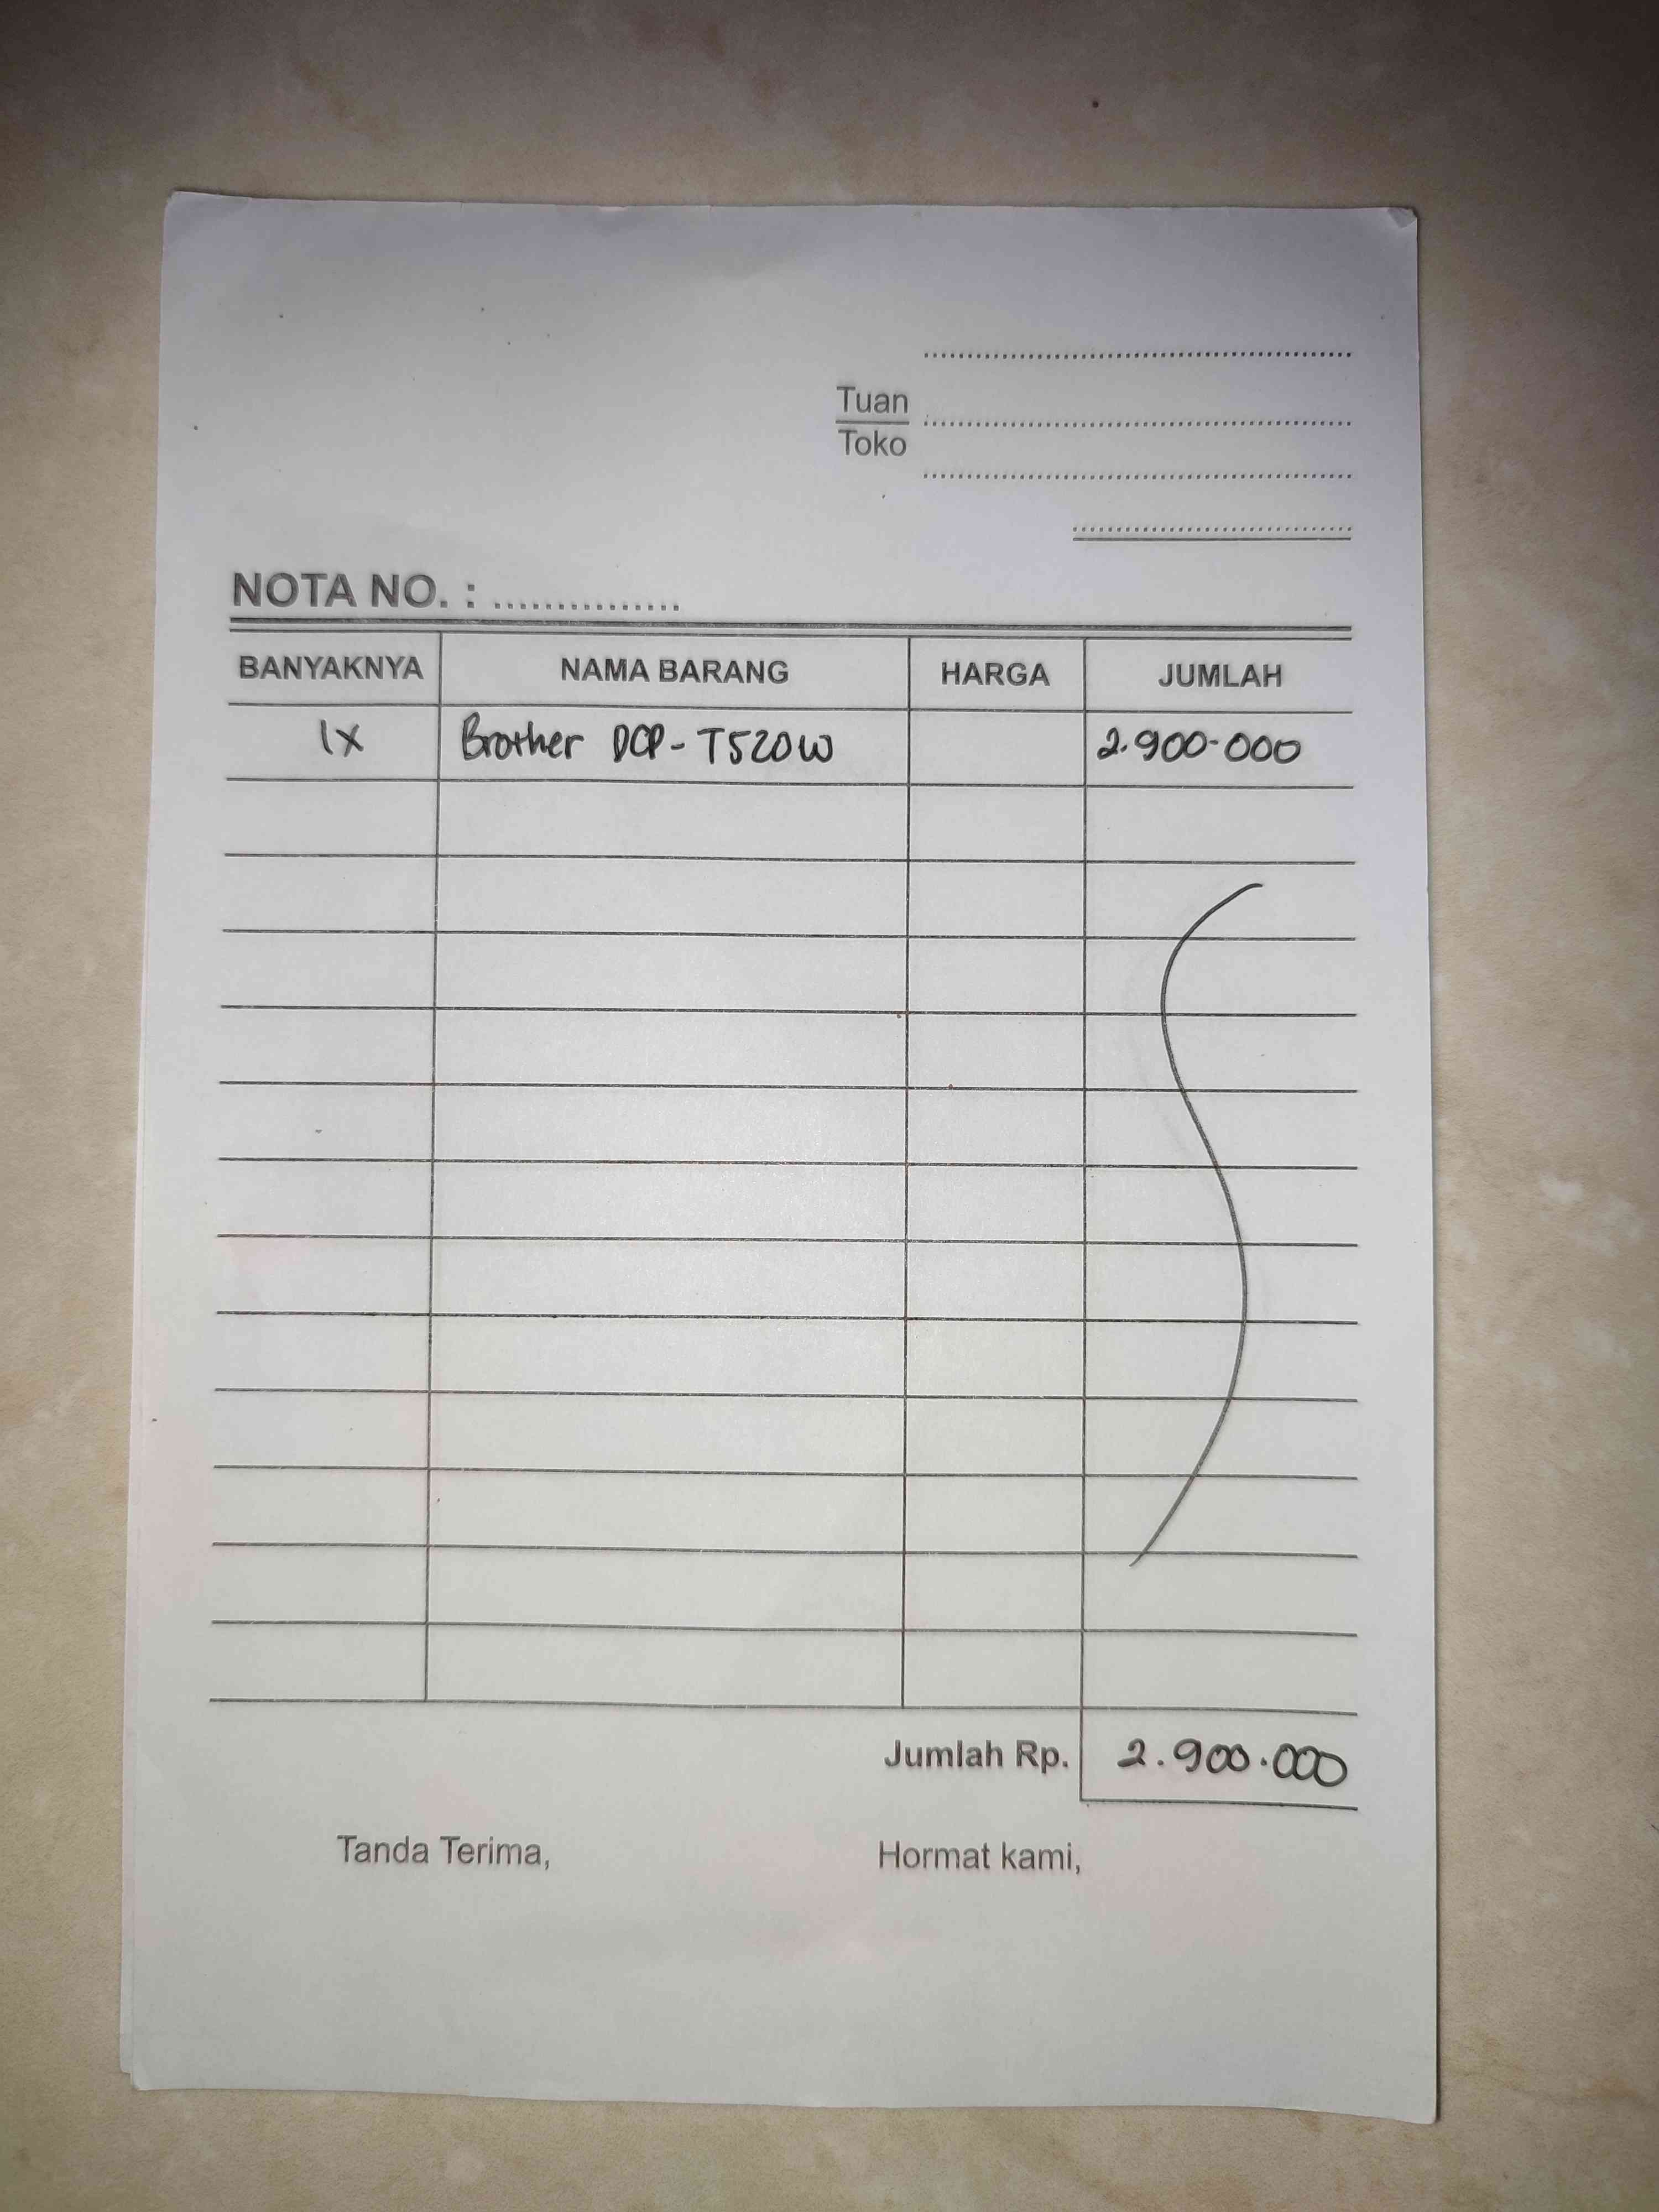 Tuan
Toko
NOTA NO. : ...............
BANYAKNYA NAMA BARANG HARGA JUMLAH
1x Brother DCP-T520W 2.900.000
Jumlah Rp. 2.900.000
Tanda Terima, Hormat kami,